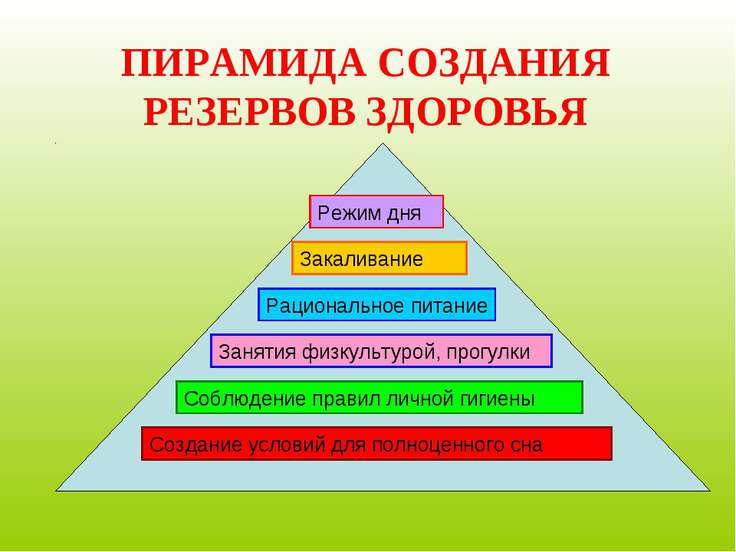 ПИРАМИДА СОЗДАНИЯ
РЕЗЕРВОВ ЗДОРОВЬЯ
Режим дня
Закаливание
Рациональное питание
Занятия физкультурой, прогулки
Соблюдение правил личной гигиены
Создание условий для полноценного сна